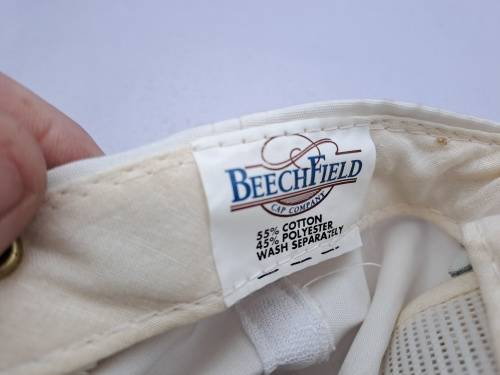 BEECHFIELD
CAP COMPANY
55% COTTON
45% POLYESTER
WASH SEPARATELY